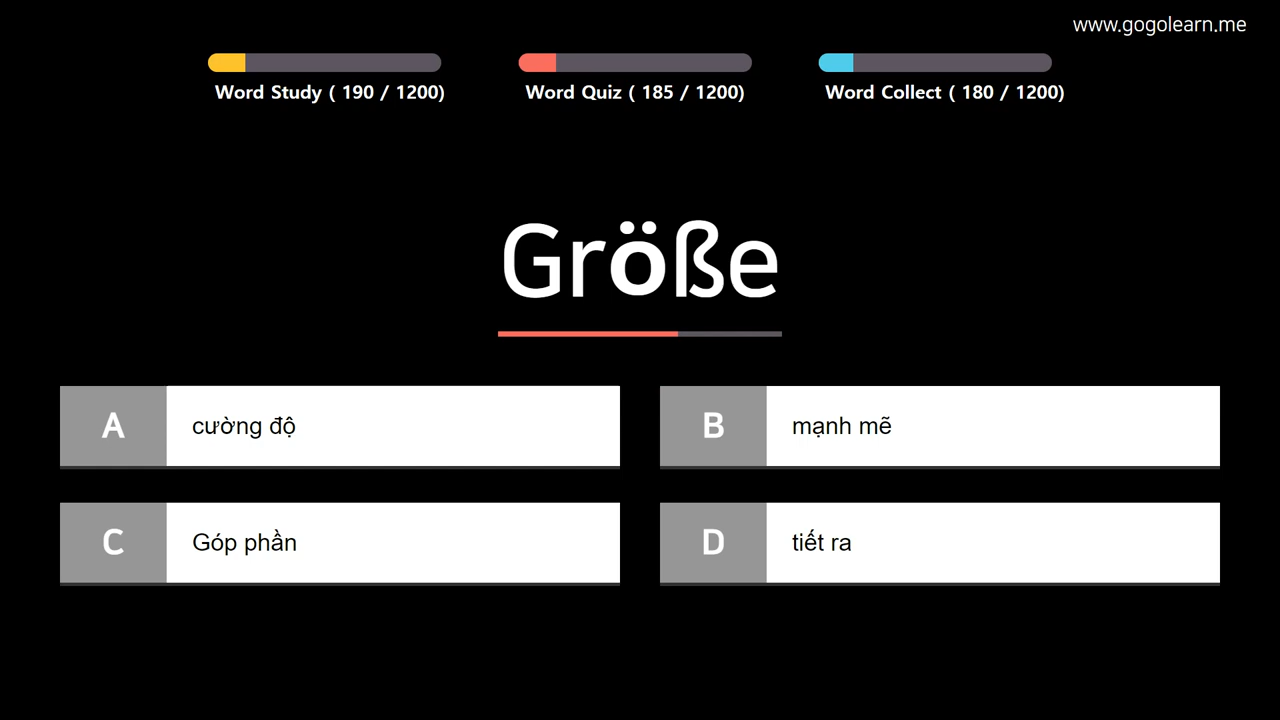 www.gogolearn.me
Word Study ( 190 / 1200)
Word Quiz ( 185 / 1200)
Word Collect ( 180 / 1200)
Größe
A
cường độ
B
mạnh mẽ
C
Góp phần
D
tiết ra